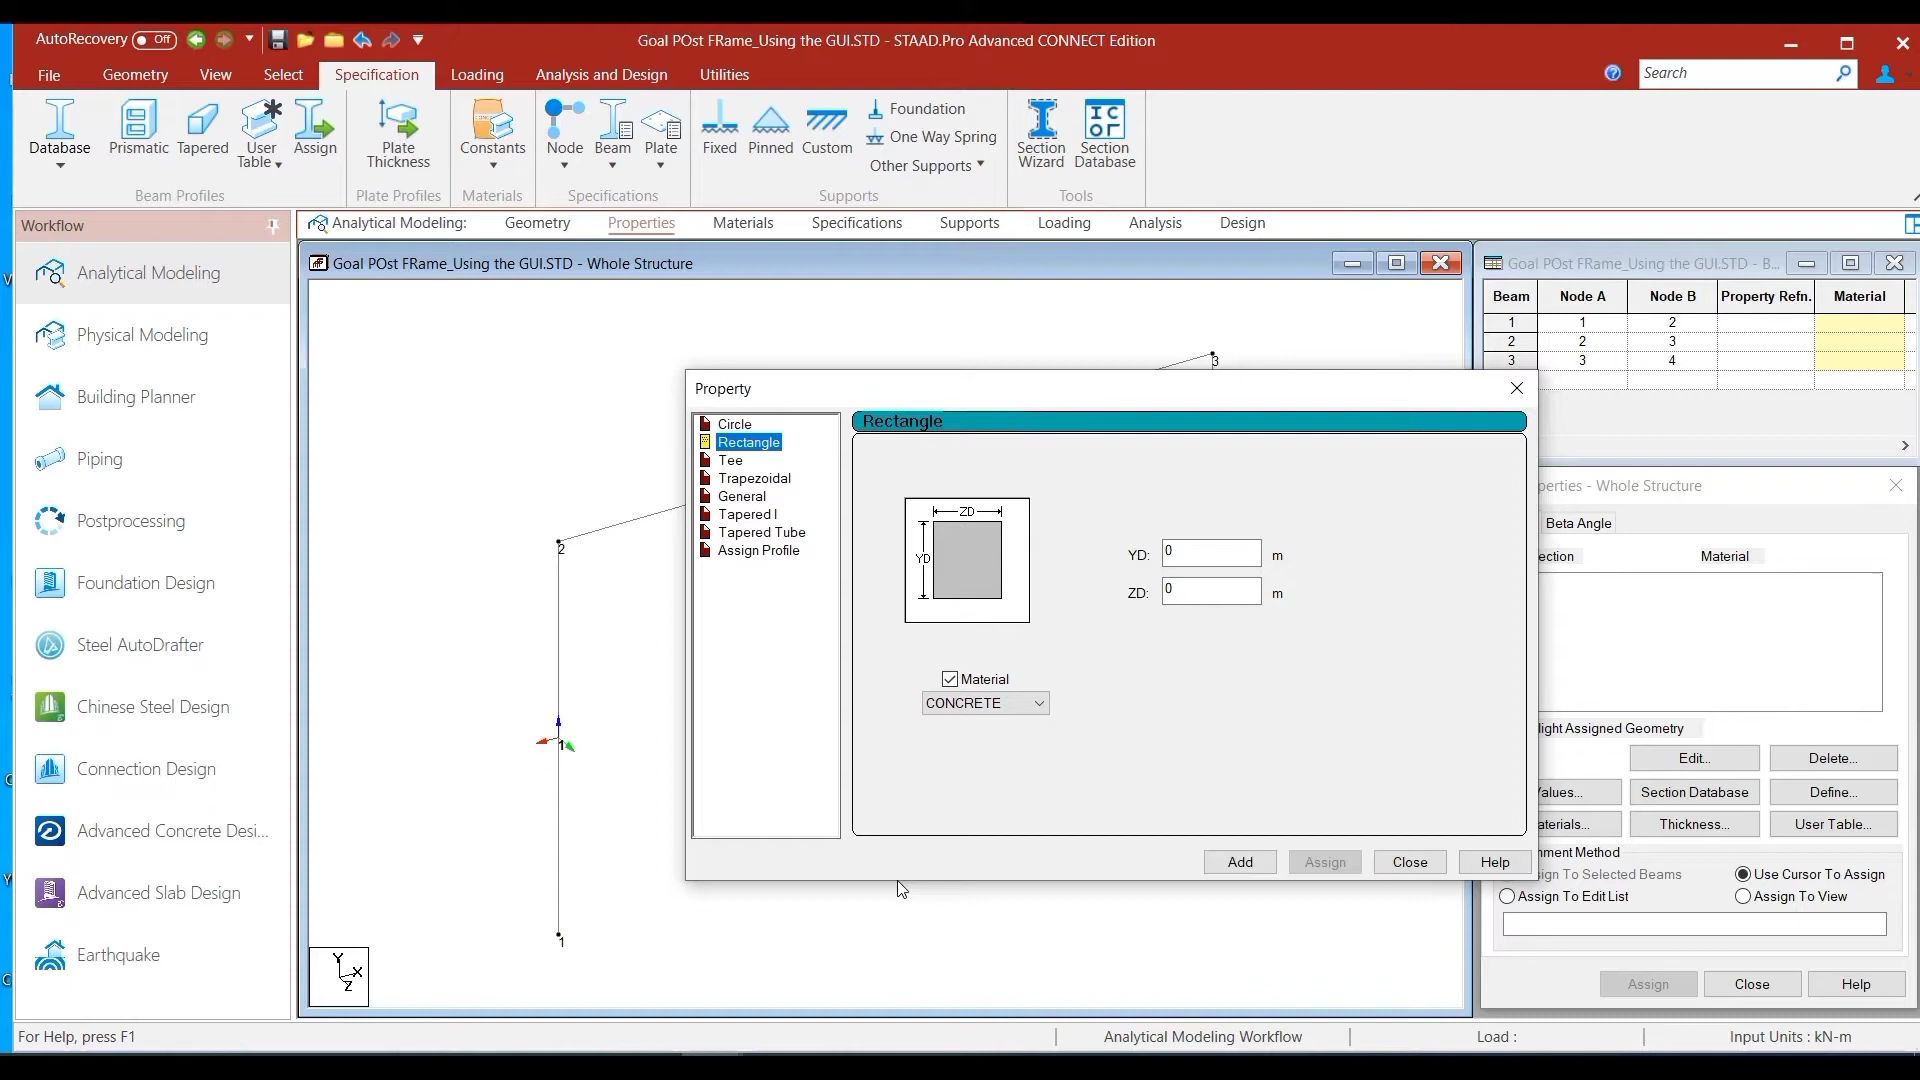 AutoRecovery Off
Goal POst FRame_Using the GUI.STD - STAAD.Pro Advanced CONNECT Edition
File Geometry View Select Specification Loading Analysis and Design Utilities
Search
Database Prismatic Tapered User Table Assign
Beam Profiles
Plate Thickness
Plate Profiles
Constants
Materials
Node Beam Plate
Specifications
Fixed Pinned Custom
Foundation
One Way Spring
Other Supports
Supports
Section Wizard
Section Database
Tools
Workflow
Analytical Modeling: Geometry Properties Materials Specifications Supports Loading Analysis Design
Analytical Modeling
Physical Modeling
Building Planner
Piping
Postprocessing
Foundation Design
Steel AutoDrafter
Chinese Steel Design
Connection Design
Advanced Concrete Desi...
Advanced Slab Design
Earthquake
Goal POst FRame_Using the GUI.STD - Whole Structure
3
2
1
1
Y
X
Z
Property
Circle
Rectangle
Tee
Trapezoidal
General
Tapered I
Tapered Tube
Assign Profile
Rectangle
ZD
YD
YD: 0 m
ZD: 0 m
Material
CONCRETE
Add Assign Close Help
Goal POst FRame_Using the GUI.STD - B...
Beam Node A Node B Property Refn. Material
1 1 2
2 2 3
3 3 4
perties - Whole Structure
Beta Angle
ection Material
light Assigned Geometry
Edit... Delete...
alues... Section Database Define...
aterials... Thickness... User Table...
nment Method
ign To Selected Beams Use Cursor To Assign
Assign To Edit List Assign To View
Assign Close Help
For Help, press F1
Analytical Modeling Workflow
Load :
Input Units : kN-m